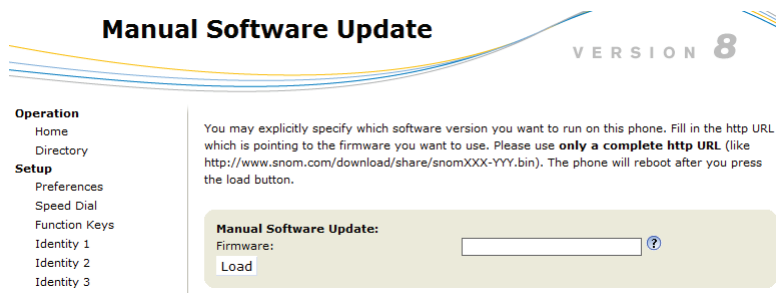 Manual Software Update
VERSION 8
Operation
Home
Directory
Setup
Preferences
Speed Dial
Function Keys
Identity 1
Identity 2
Identity 3
You may explicitly specify which software version you want to run on this phone. Fill in the http URL
which is pointing to the firmware you want to use. Please use only a complete http URL (like
http://www.snom.com/download/share/snomXXX-YYY.bin). The phone will reboot after you press
the load button.
Manual Software Update:
Firmware:
?
Load